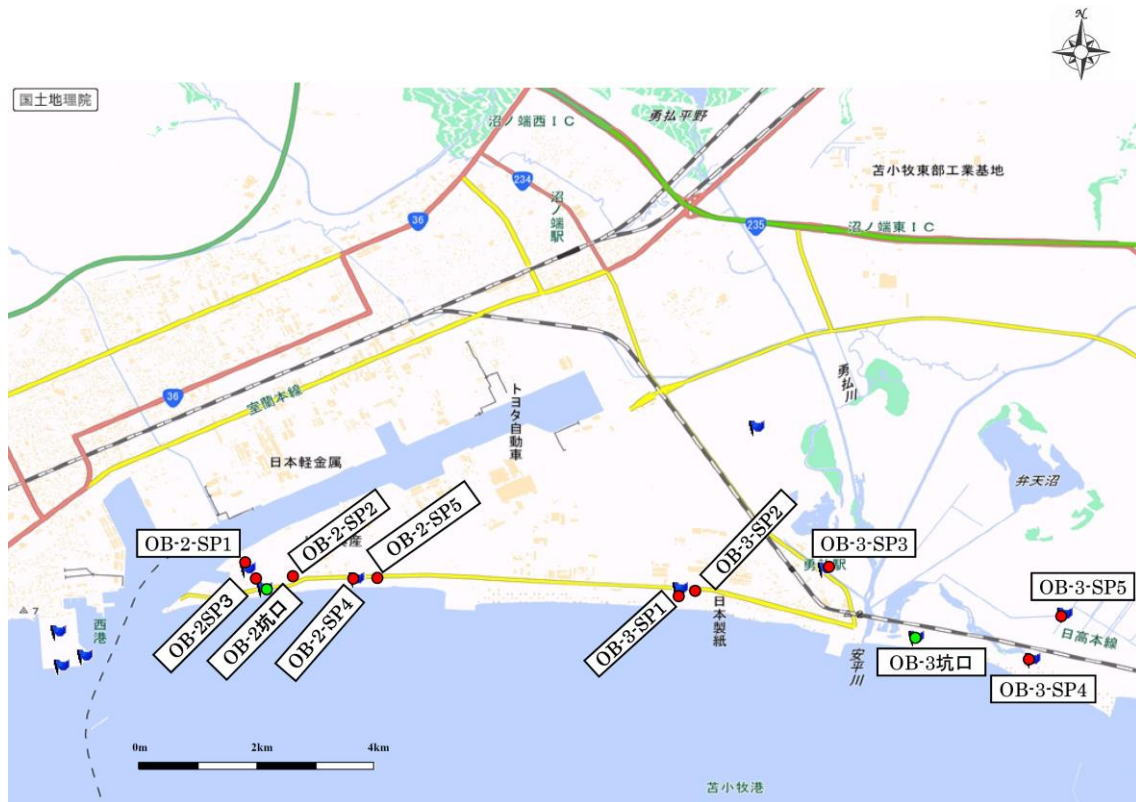 N
国土地理院
沼ノ端西IC
勇払平野
234
沼ノ端駅
苫小牧東部工業基地
36
235
沼ノ端東IC
勇払川
36
室蘭本線
トヨタ自動車
日本軽金属
弁天沼
OB-2-SP1
OB-2-SP2
OB-2-SP5
OB-3-SP2
OB-3-SP3
OB-3-SP5
OB-2SP3
OB-2坑口
OB-2-SP4
OB-3-SP1
日本製紙
OB-3坑口
OB-3-SP4
日高本線
安平川
7
西港
0m
2km
4km
苫小牧港